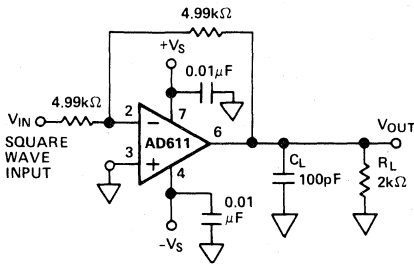 4.99kΩ
+VS
0.01μF
VIN
4.99kΩ
2
7
6
VOUT
SQUARE
WAVE
INPUT
AD611
3
4
CL
100pF
RL
2kΩ
0.01
μF
-VS